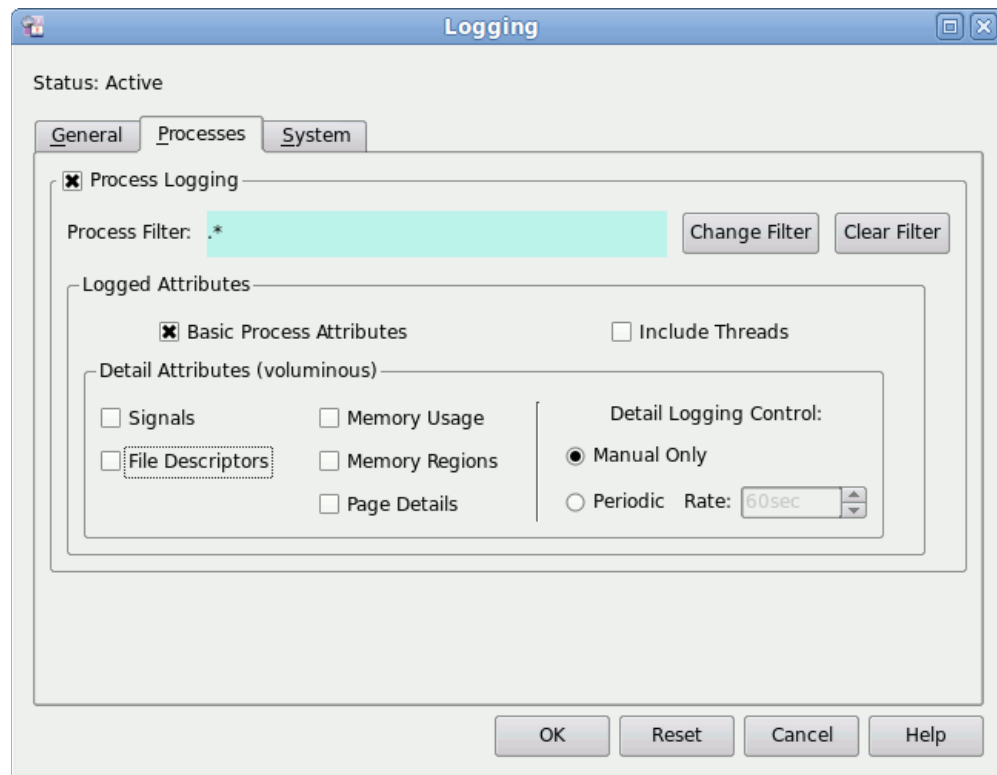 Logging
Status: Active
General Processes System
Process Logging
Process Filter: .* Change Filter Clear Filter
Logged Attributes
Basic Process Attributes Include Threads
Detail Attributes (voluminous)
Signals Memory Usage Detail Logging Control:
File Descriptors Memory Regions Manual Only
Page Details Periodic Rate: 60sec
OK Reset Cancel Help